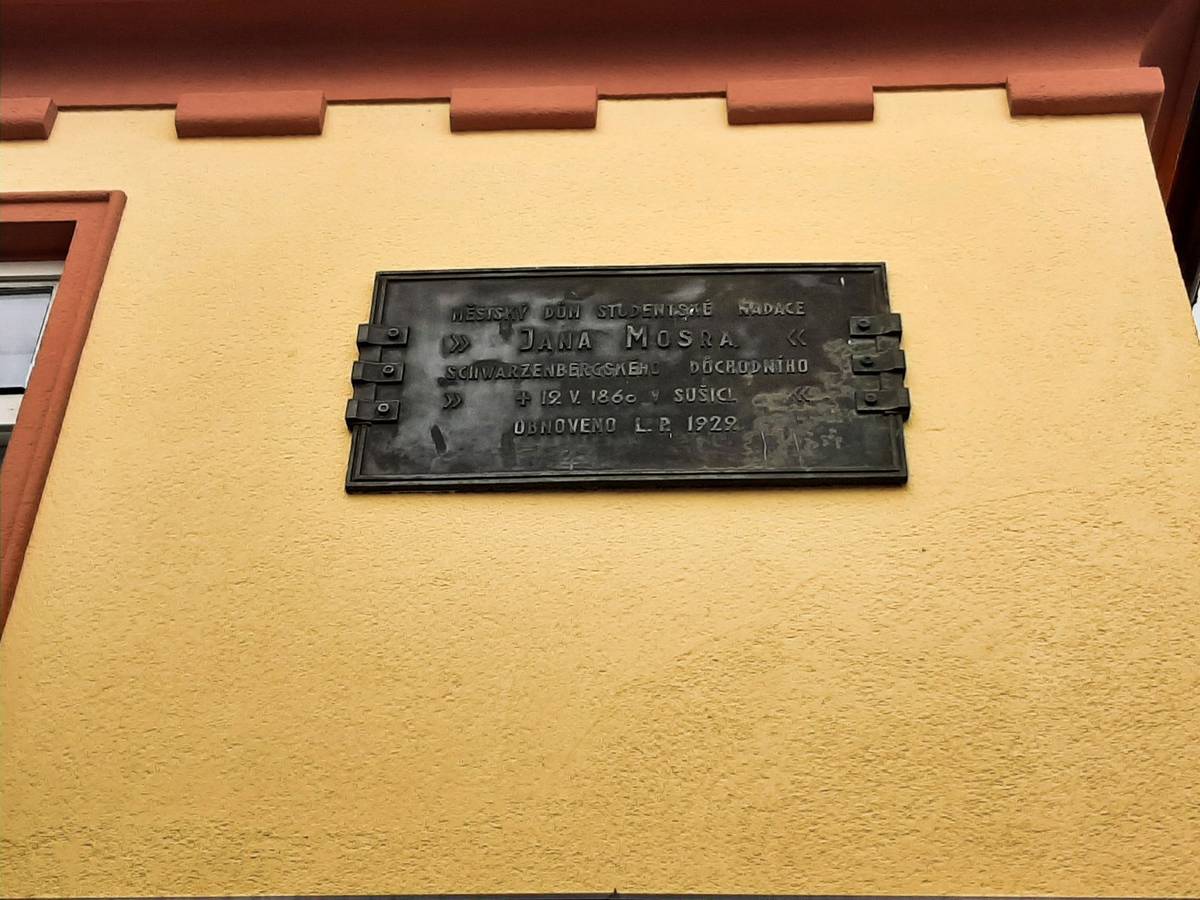 MĚSTSKÝ DŮM STUDENTSKÉ NADACE
» JANA MOSRA «
SCHWARZENBERGSKÉHO DŮCHODNÍHO
» + 12. V. 1860 V SUŠICI. «
OBNOVENO L. P. 1929.